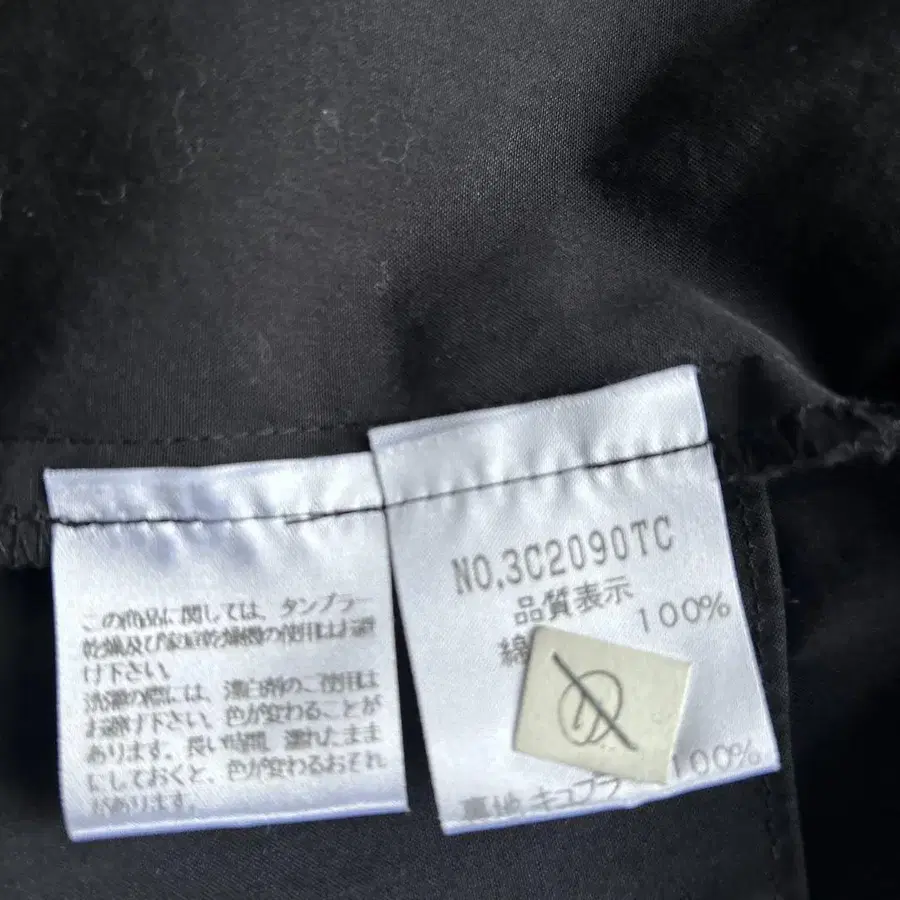 この商品に関しては、タンブラー
乾燥及び家庭乾燥機の使用はお避
け下さい。
洗濯の際には、漂白剤のご使用は
お避け下さい。色が変わることが
あります。長い時間、濡れたまま
にしておくと、色が変わるおそれ
があります。
NO.3C2090TC
品質表示
綿 100%
裏地 キュプラ 100%